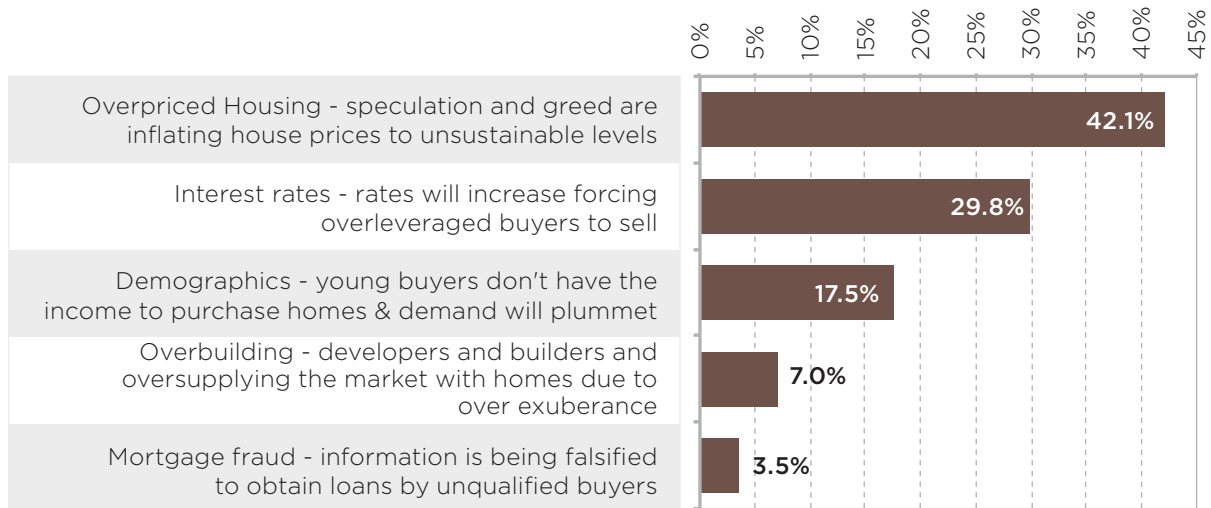 0%
5%
10%
15%
20%
25%
30%
35%
40%
45%
Overpriced Housing - speculation and greed are
inflating house prices to unsustainable levels
42.1%
Interest rates - rates will increase forcing
overleveraged buyers to sell
29.8%
Demographics - young buyers don't have the
income to purchase homes & demand will plummet
17.5%
Overbuilding - developers and builders and
oversupplying the market with homes due to
over exuberance
7.0%
Mortgage fraud - information is being falsified
to obtain loans by unqualified buyers
3.5%